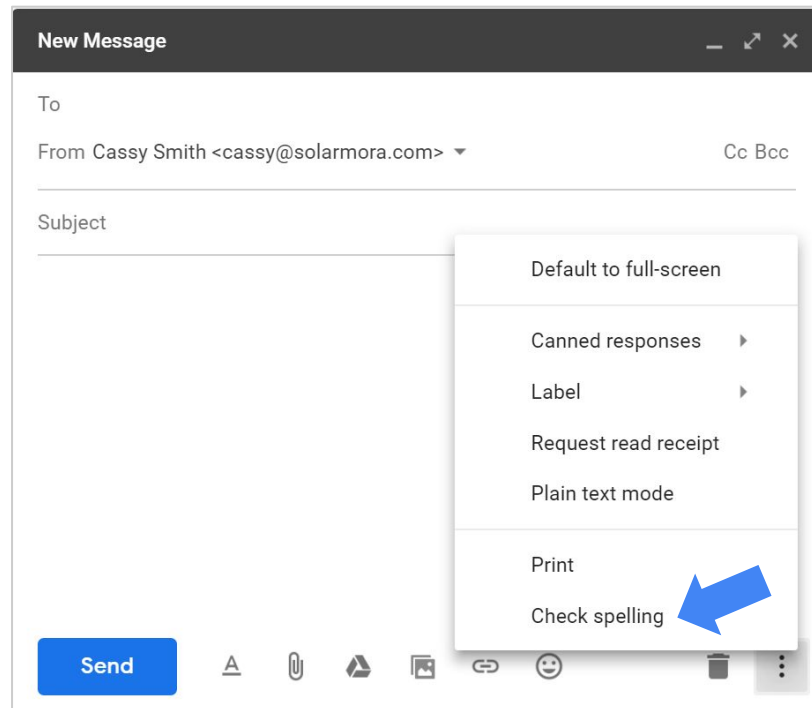 New Message
To
From Cassy Smith <cassy@solarmora.com> Cc Bcc
Subject
Default to full-screen
Canned responses
Label
Request read receipt
Plain text mode
Print
Check spelling
Send